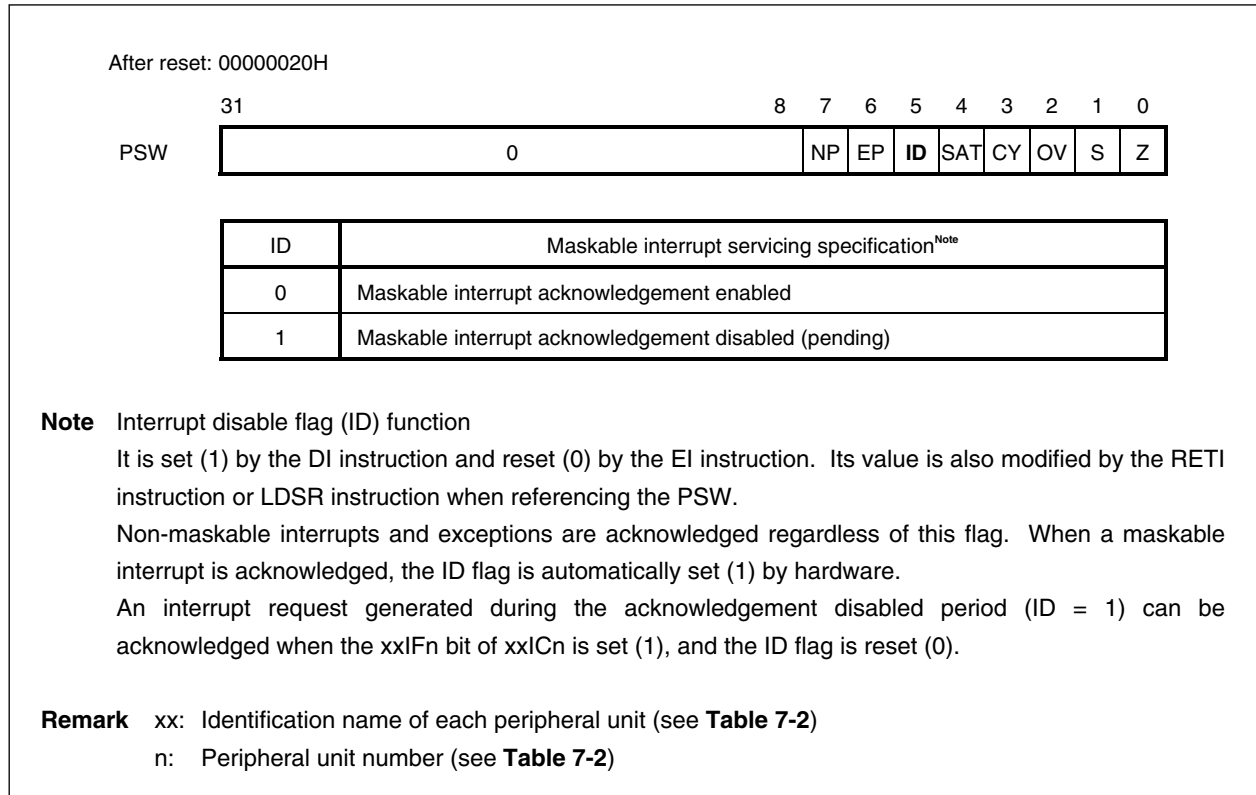 After reset: 00000020H
31 8 7 6 5 4 3 2 1 0
PSW 0 NP EP ID SAT CY OV S Z
ID Maskable interrupt servicing specificationNote
0 Maskable interrupt acknowledgement enabled
1 Maskable interrupt acknowledgement disabled (pending)
Note Interrupt disable flag (ID) function
It is set (1) by the DI instruction and reset (0) by the EI instruction. Its value is also modified by the RETI
instruction or LDSR instruction when referencing the PSW.
Non-maskable interrupts and exceptions are acknowledged regardless of this flag. When a maskable
interrupt is acknowledged, the ID flag is automatically set (1) by hardware.
An interrupt request generated during the acknowledgement disabled period (ID = 1) can be
acknowledged when the xxIFn bit of xxICn is set (1), and the ID flag is reset (0).
Remark xx: Identification name of each peripheral unit (see Table 7-2)
n: Peripheral unit number (see Table 7-2)